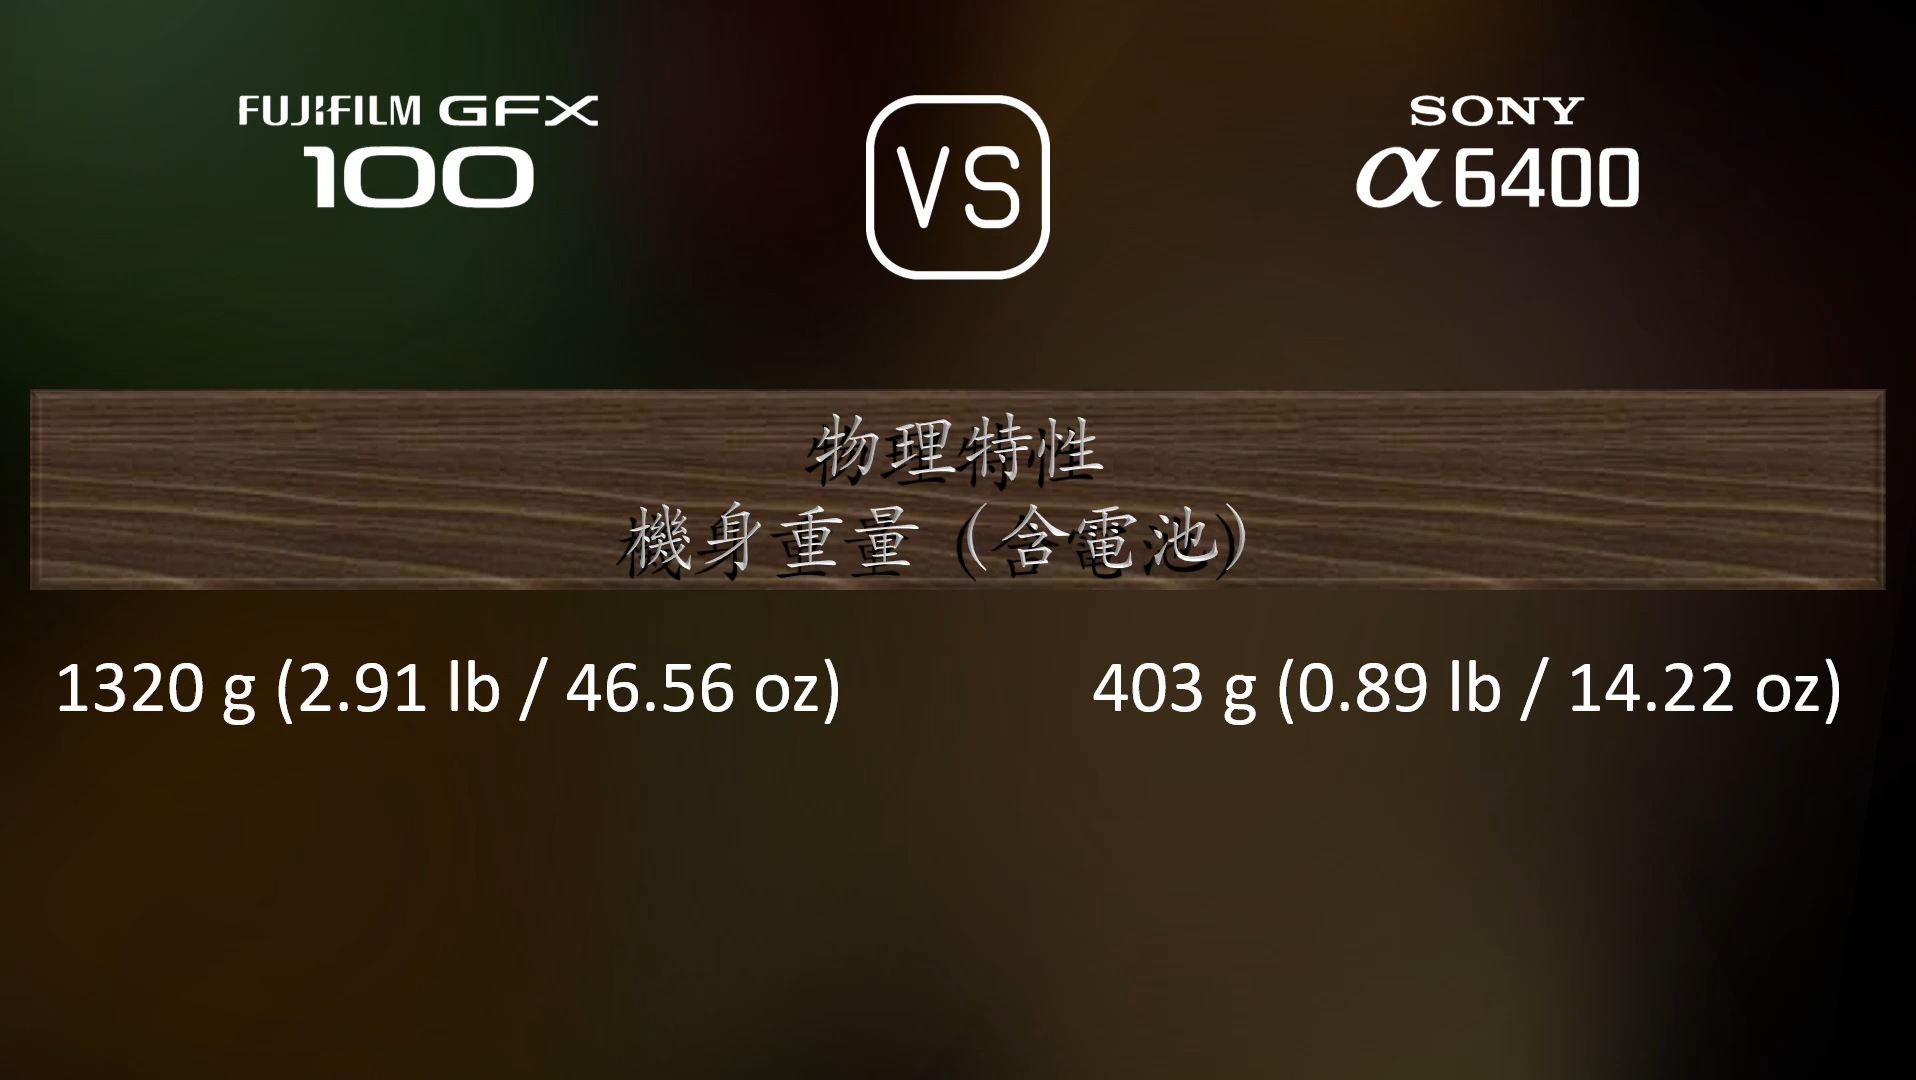 FUJIFILM GFX
100
VS
SONY
α6400
物理特性
機身重量（含電池）
1320 g (2.91 lb / 46.56 oz)
403 g (0.89 lb / 14.22 oz)